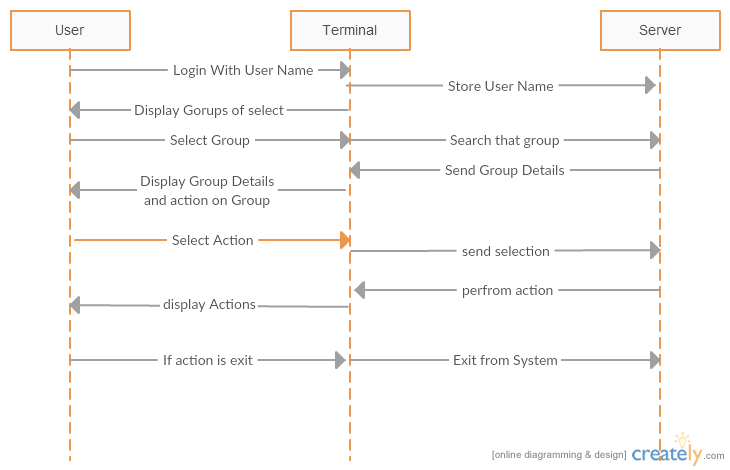 User
Terminal
Server
Login With User Name
Store User Name
Display Gorups of select
Select Group
Search that group
Send Group Details
Display Group Details
and action on Group
Select Action
send selection
perfrom action
display Actions
If action is exit
Exit from System
[online diagramming & design] creately.com